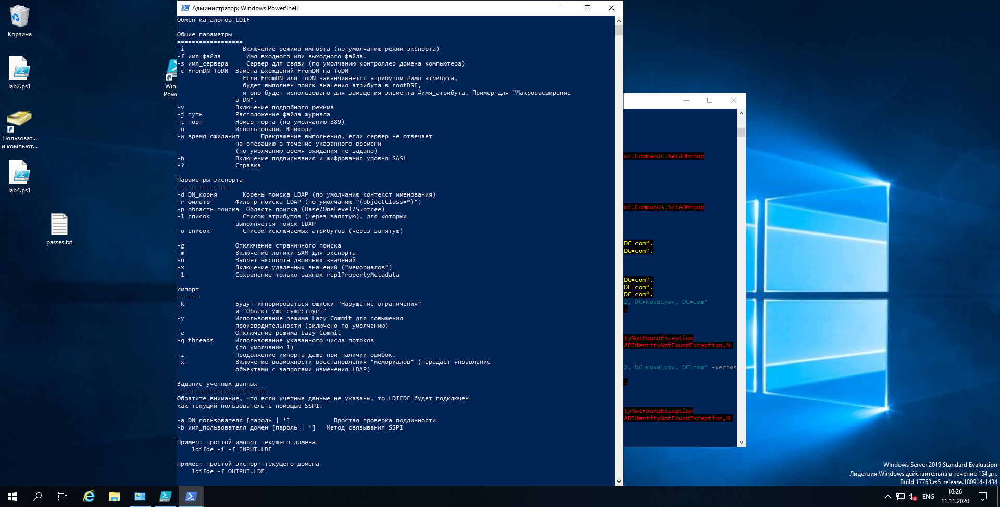 Администратор: Windows PowerShell
Обмен каталогов LDIF
Общие параметры
==================
-i                Включение режима импорта (по умолчанию режим экспорта)
-f имя_файла       Имя входного или выходного файла.
-s имя_сервера     Сервер для связи (по умолчанию контроллер домена компьютера)
-c FromDN ToDN  Замена вхождений FromDN на ToDN
Если FromDN или ToDN заканчивается атрибутом #имя_атрибута,
будет выполнен поиск значения атрибута в rootDSE,
и оно будет использовано для замещения элемента #имя_атрибута. Пример для "Макрорасширение
в DN".
-v              Включение подробного режима
-j путь         Расположение файла журнала
-t порт         Номер порта (по умолчанию 389)
-u              Использование Юникода
-w время_ожидания      Прекращение выполнения, если сервер не отвечает
на операцию в течение указанного времени
(по умолчанию время ожидания не задано)
-h              Включение подписывания и шифрования уровня SASL
-?              Справка
Параметры экспорта
===============
-d DN_корня       Корень поиска LDAP (по умолчанию контекст именования)
-r фильтр       Фильтр поиска LDAP (по умолчанию "(objectClass=*)")
-p область_поиска  Область поиска (Base/OneLevel/Subtree)
-l список         Список атрибутов (через запятую), для которых
выполняется поиск LDAP
-o список         Список исключаемых атрибутов (через запятую)
-g              Отключение страничного поиска
-m              Включение логики SAM для экспорта
-n              Запрет экспорта двоичных значений
-x              Включение удаленных значений ("мемориалов")
-1              Сохранение только важных replPropertyMetadata
Импорт
======
-k              Будут игнорироваться ошибки "Нарушение ограничения"
и "Объект уже существует"
-y              Использование режима Lazy Commit для повышения
производительности (включено по умолчанию)
-e              Отключение режима Lazy Commit
-q threads      Использование указанного числа потоков
(по умолчанию 1)
-z              Продолжение импорта даже при наличии ошибок.
-x              Включение возможности восстановления "мемориалов" (передает управление
объектами с запросами изменения LDAP)
Задание учетных данных
=========================
Обратите внимание, что если учетные данные не указаны, то LDIFDE будет подключен
как текущий пользователь с помощью SSPI.
-a DN_пользователя [пароль | *]            Простая проверка подлинности
-b имя_пользователя домен [пароль | *]   Метод связывания SSPI
Пример: простой импорт текущего домена
ldifde -i -f INPUT.LDF
Пример: простой экспорт текущего домена
ldifde -f OUTPUT.LDF
Корзина
lab2.ps1
Пользоват...
и компьют...
lab4.ps1
passes.txt
Win
Powe
nt.Commands.SetADGroup
nt.Commands.SetADGroup
DC=com".
DC=com".
DC=com".
DC=com".
DC=com".
2, DC=kovalyov, DC=com"
.
tyNotFoundException
ADIdentityNotFoundException,M
2, DC=kovalyov, DC=com" -verbos
.
tyNotFoundException
ADIdentityNotFoundException,M
Windows Server 2019 Standard Evaluation
Лицензия Windows действительна в течение 154 дн.
Build 17763.rs5_release.180914-1434
ENG
10:26
11.11.2020